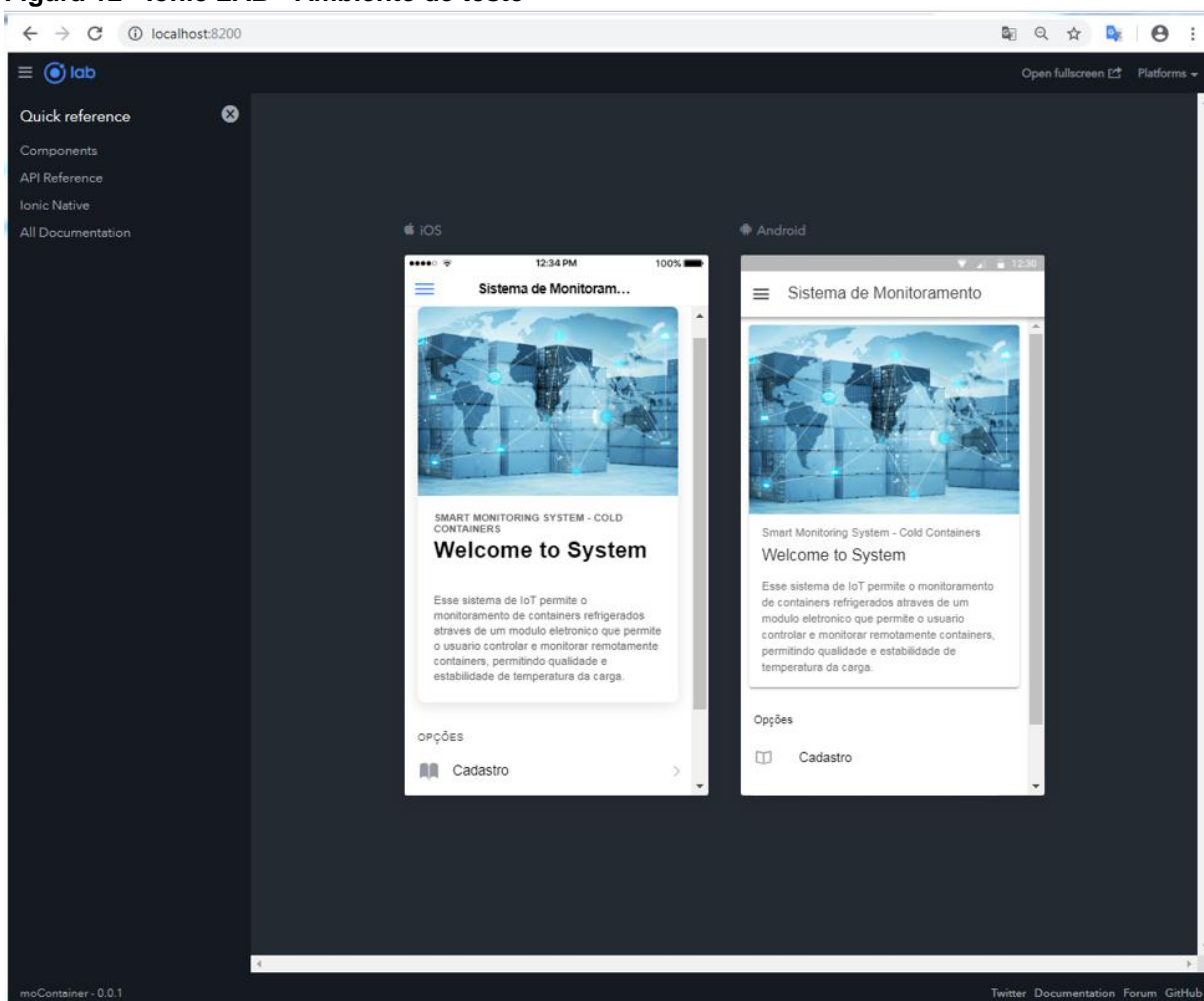 localhost:8200
lab
Open fullscreen
Platforms
Quick reference
Components
API Reference
Ionic Native
All Documentation
iOS
12:34 PM
100%
Sistema de Monitoram...
SMART MONITORING SYSTEM - COLD
CONTAINERS
Welcome to System
Esse sistema de IoT permite o
monitoramento de containers refrigerados
atraves de um modulo eletronico que permite
o usuario controlar e monitorar remotamente
containers, permitindo qualidade e
estabilidade de temperatura da carga.
OPÇÕES
Cadastro
Android
12:30
Sistema de Monitoramento
Smart Monitoring System - Cold Containers
Welcome to System
Esse sistema de IoT permite o monitoramento
de containers refrigerados atraves de um
modulo eletronico que permite o usuario
controlar e monitorar remotamente containers,
permitindo qualidade e estabilidade de
temperatura da carga.
Opções
Cadastro
moContainer - 0.0.1
Twitter Documentation Forum GitHub